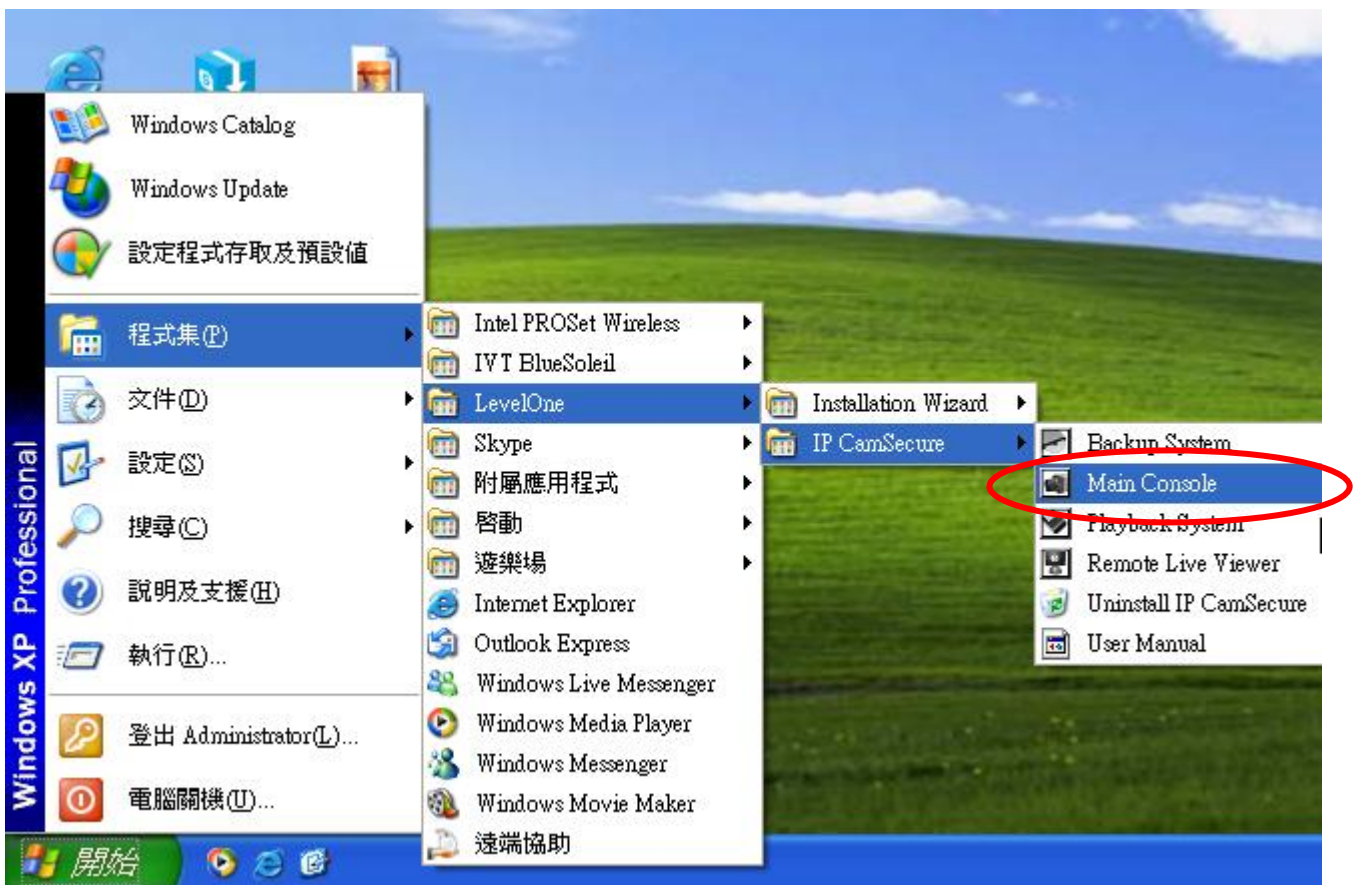 Windows Catalog
Windows Update
設定程式存取及預設值
程式集(P)
文件(D)
設定(S)
搜尋(C)
說明及支援(H)
執行(R)...
登出 Administrator(L)...
電腦關機(U)...
Windows XP Professional
Intel PROSet Wireless
IVT BlueSoleil
LevelOne
Skype
附屬應用程式
啓動
遊樂場
Internet Explorer
Outlook Express
Windows Live Messenger
Windows Media Player
Windows Messenger
Windows Movie Maker
遠端協助
Installation Wizard
IP CamSecure
Backup System
Main Console
Playback System
Remote Live Viewer
Uninstall IP CamSecure
User Manual
開始